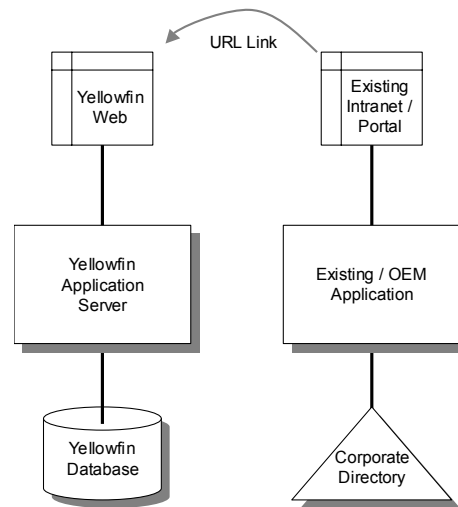 URL Link
Yellowfin
Web
Existing
Intranet /
Portal
Yellowfin
Application
Server
Existing / OEM
Application
Yellowfin
Database
Corporate
Directory